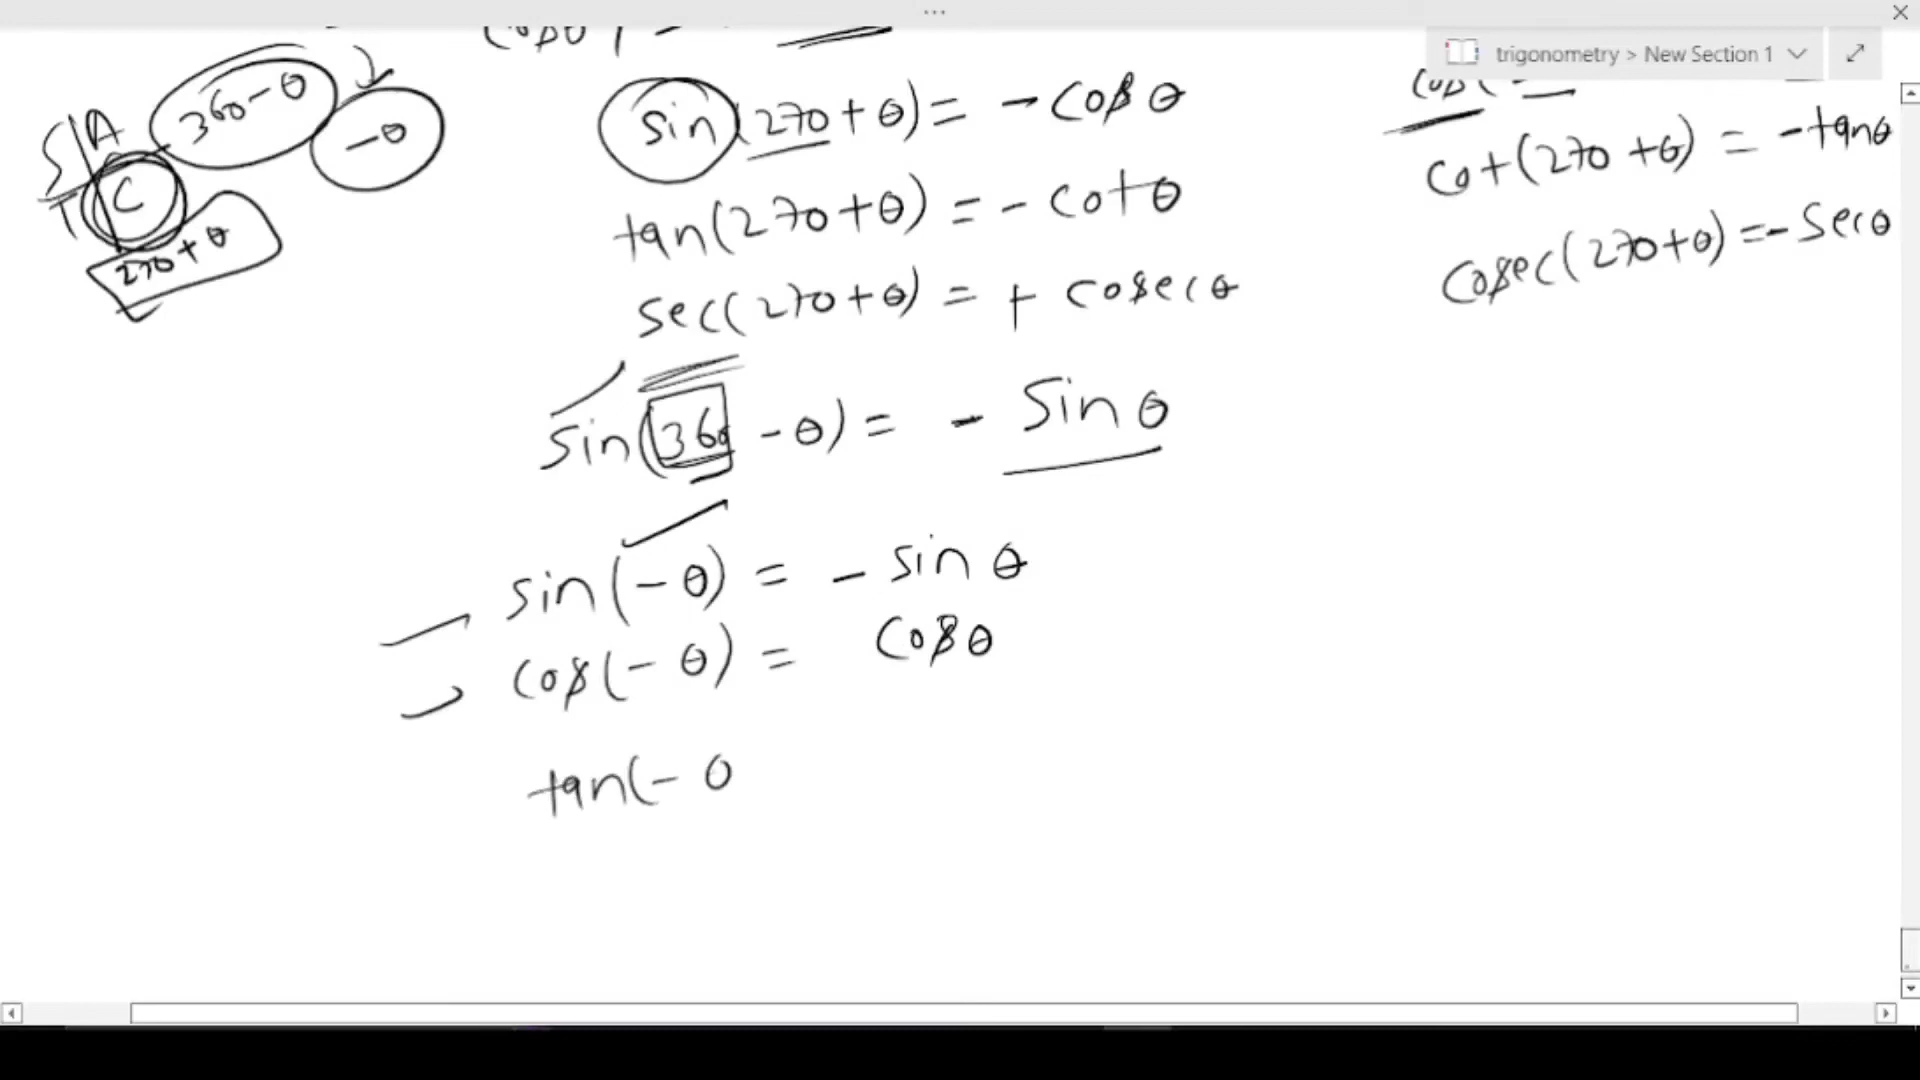 trigonometry > New Section 1
S A
T C
360-θ
-θ
270+θ
cosθ) =
sin(270+θ) = -cosθ
tan(270+θ) = -cotθ
sec(270+θ) = + cosecθ
cot(270+θ) = -tanθ
cosec(270+θ) = -secθ
sin(360-θ) = - sinθ
sin(-θ) = - sinθ
cos(-θ) = cosθ
tan(-θ